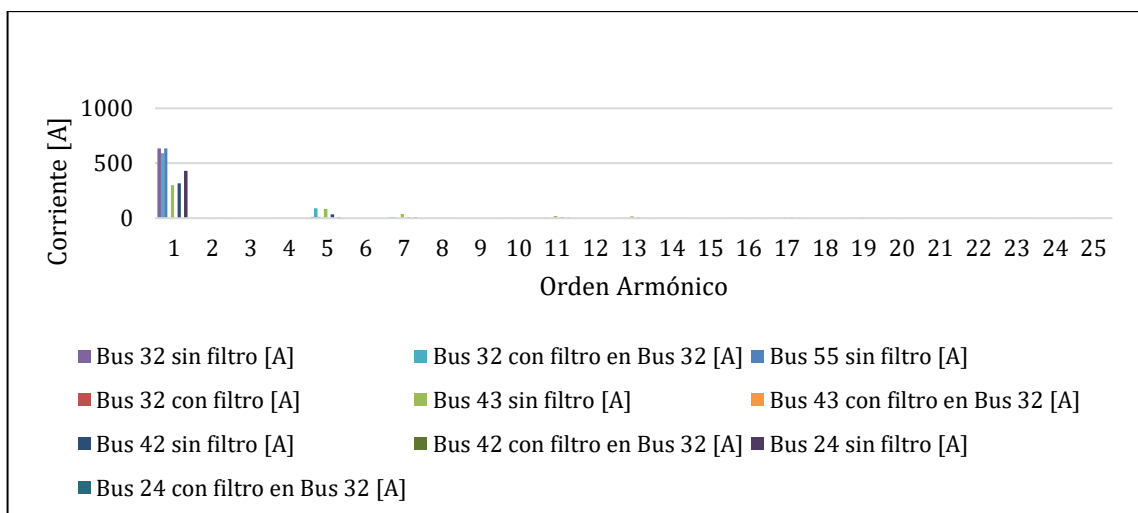 Corriente [A]
1000
500
0
1 2 3 4 5 6 7 8 9 10 11 12 13 14 15 16 17 18 19 20 21 22 23 24 25
Orden Armónico
Bus 32 sin filtro [A] Bus 32 con filtro en Bus 32 [A] Bus 55 sin filtro [A]
Bus 32 con filtro [A] Bus 43 sin filtro [A] Bus 43 con filtro en Bus 32 [A]
Bus 42 sin filtro [A] Bus 42 con filtro en Bus 32 [A] Bus 24 sin filtro [A]
Bus 24 con filtro en Bus 32 [A]